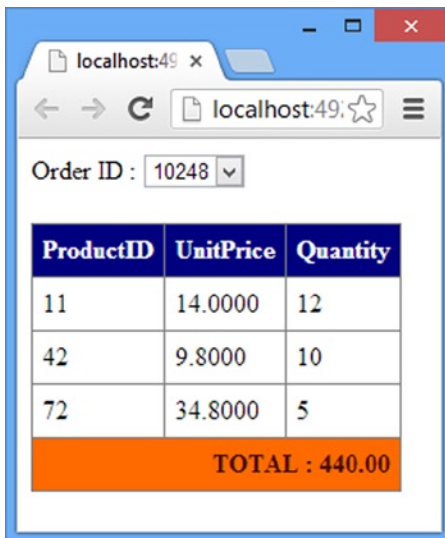 localhost:49
localhost:49
Order ID : 10248
ProductID UnitPrice Quantity
11 14.0000 12
42 9.8000 10
72 34.8000 5
TOTAL : 440.00